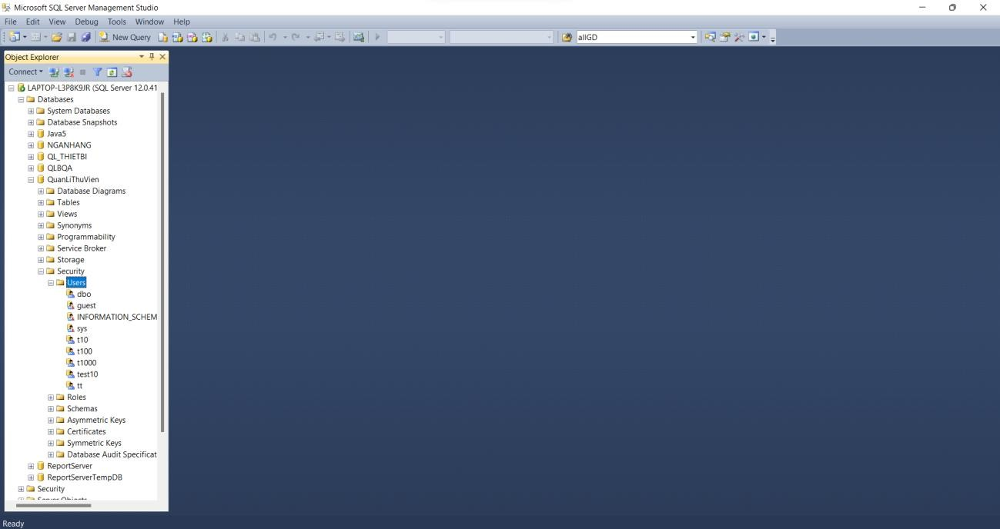 Microsoft SQL Server Management Studio
File Edit View Debug Tools Window Help
New Query
allGD
Object Explorer
Connect
LAPTOP-L3P8K9JR (SQL Server 12.0.41
Databases
System Databases
Database Snapshots
Java5
NGANHANG
QL_THIETBI
QLBQA
QuanLiThuVien
Database Diagrams
Tables
Views
Synonyms
Programmability
Service Broker
Storage
Security
Users
dbo
guest
INFORMATION_SCHEM
sys
t10
t100
t1000
test10
tt
Roles
Schemas
Asymmetric Keys
Certificates
Symmetric Keys
Database Audit Specificat
ReportServer
ReportServerTempDB
Security
Server Objects
Ready